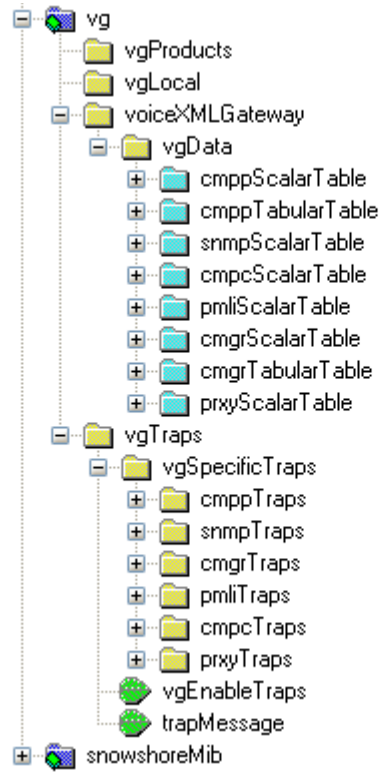 vg
vgProducts
vgLocal
voiceXMLGateway
vgData
cmppScalarTable
cmppTabularTable
snmpScalarTable
cmpcScalarTable
pmliScalarTable
cmgrScalarTable
cmgrTabularTable
prxyScalarTable
vgTraps
vgSpecificTraps
cmppTraps
snmpTraps
cmgrTraps
pmliTraps
cmpcTraps
prxyTraps
vgEnableTraps
trapMessage
snowshoreMib